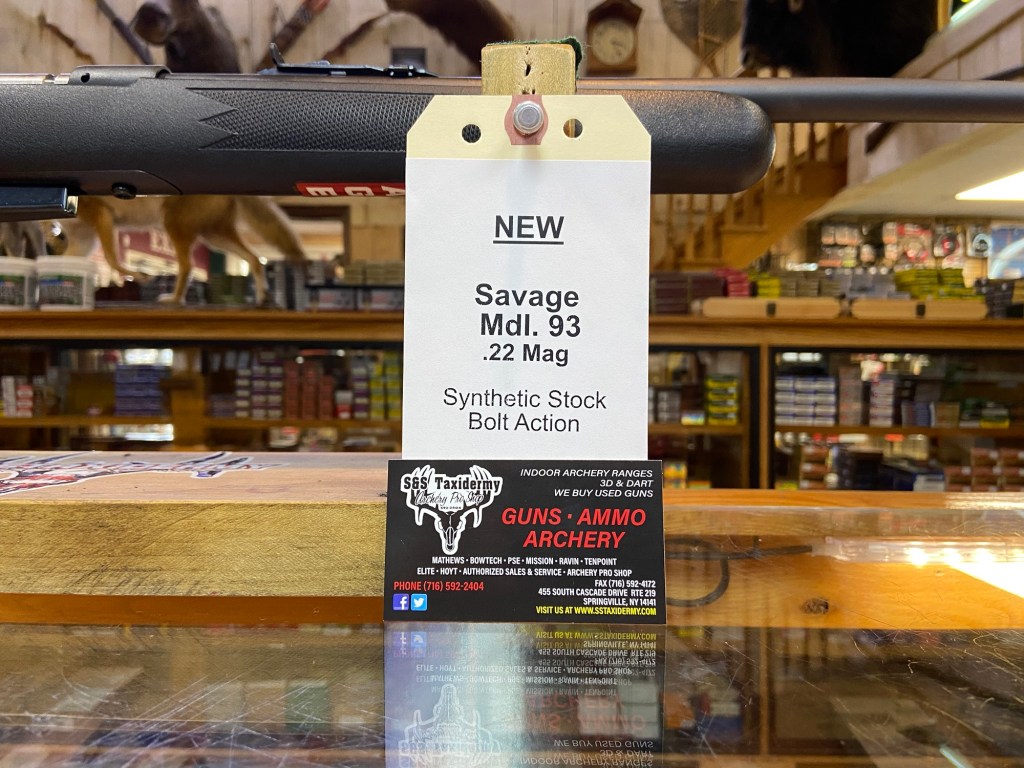 NEW
Savage
Mdl. 93
.22 Mag
Synthetic Stock
Bolt Action
S&S Taxidermy
Archery Pro Shop
INDOOR ARCHERY RANGES
3D & DART
WE BUY USED GUNS
GUNS · AMMO
ARCHERY
MATHEWS • BOWTECH • PSE • MISSION • RAVIN • TENPOINT
ELITE • HOYT • AUTHORIZED SALES & SERVICE • ARCHERY PRO SHOP
PHONE (716) 592-2404
FAX (716) 592-4172
455 SOUTH CASCADE DRIVE RTE 219
SPRINGVILLE, NY 14141
VISIT US AT WWW.SSTAXIDERMY.COM